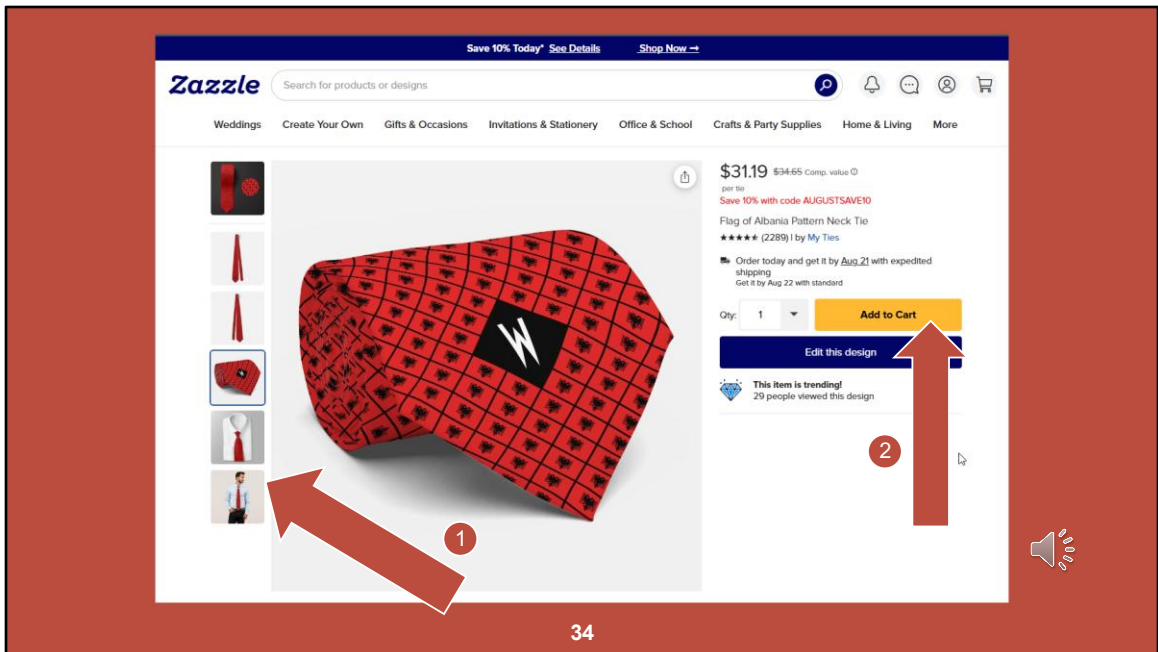 Save 10% Today* See Details Shop Now →
Zazzle
Search for products or designs
Weddings Create Your Own Gifts & Occasions Invitations & Stationery Office & School Crafts & Party Supplies Home & Living More
$31.19 $34.65 Comp. value
per tie
Save 10% with code AUGUSTSAVE10
Flag of Albania Pattern Neck Tie
★★★★★ (2289) | by My Ties
Order today and get it by Aug 21 with expedited
shipping
Get it by Aug 22 with standard
Qty: 1 Add to Cart
Edit this design
This item is trending!
29 people viewed this design
W
2
1
34